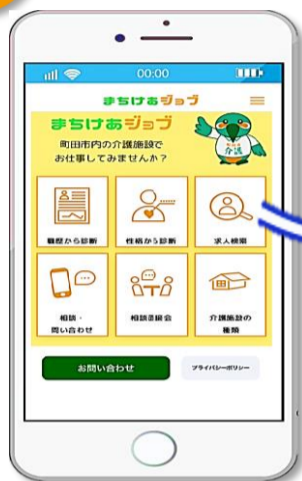 00:00
まちけあジョブ
まちけあジョブ
町田市内の介護施設で
お仕事してみませんか？
介護
職歴から診断
性格から診断
求人検索
相談・
問い合わせ
相談面接会
介護施設の
種類
お問い合わせ
プライバシーポリシー